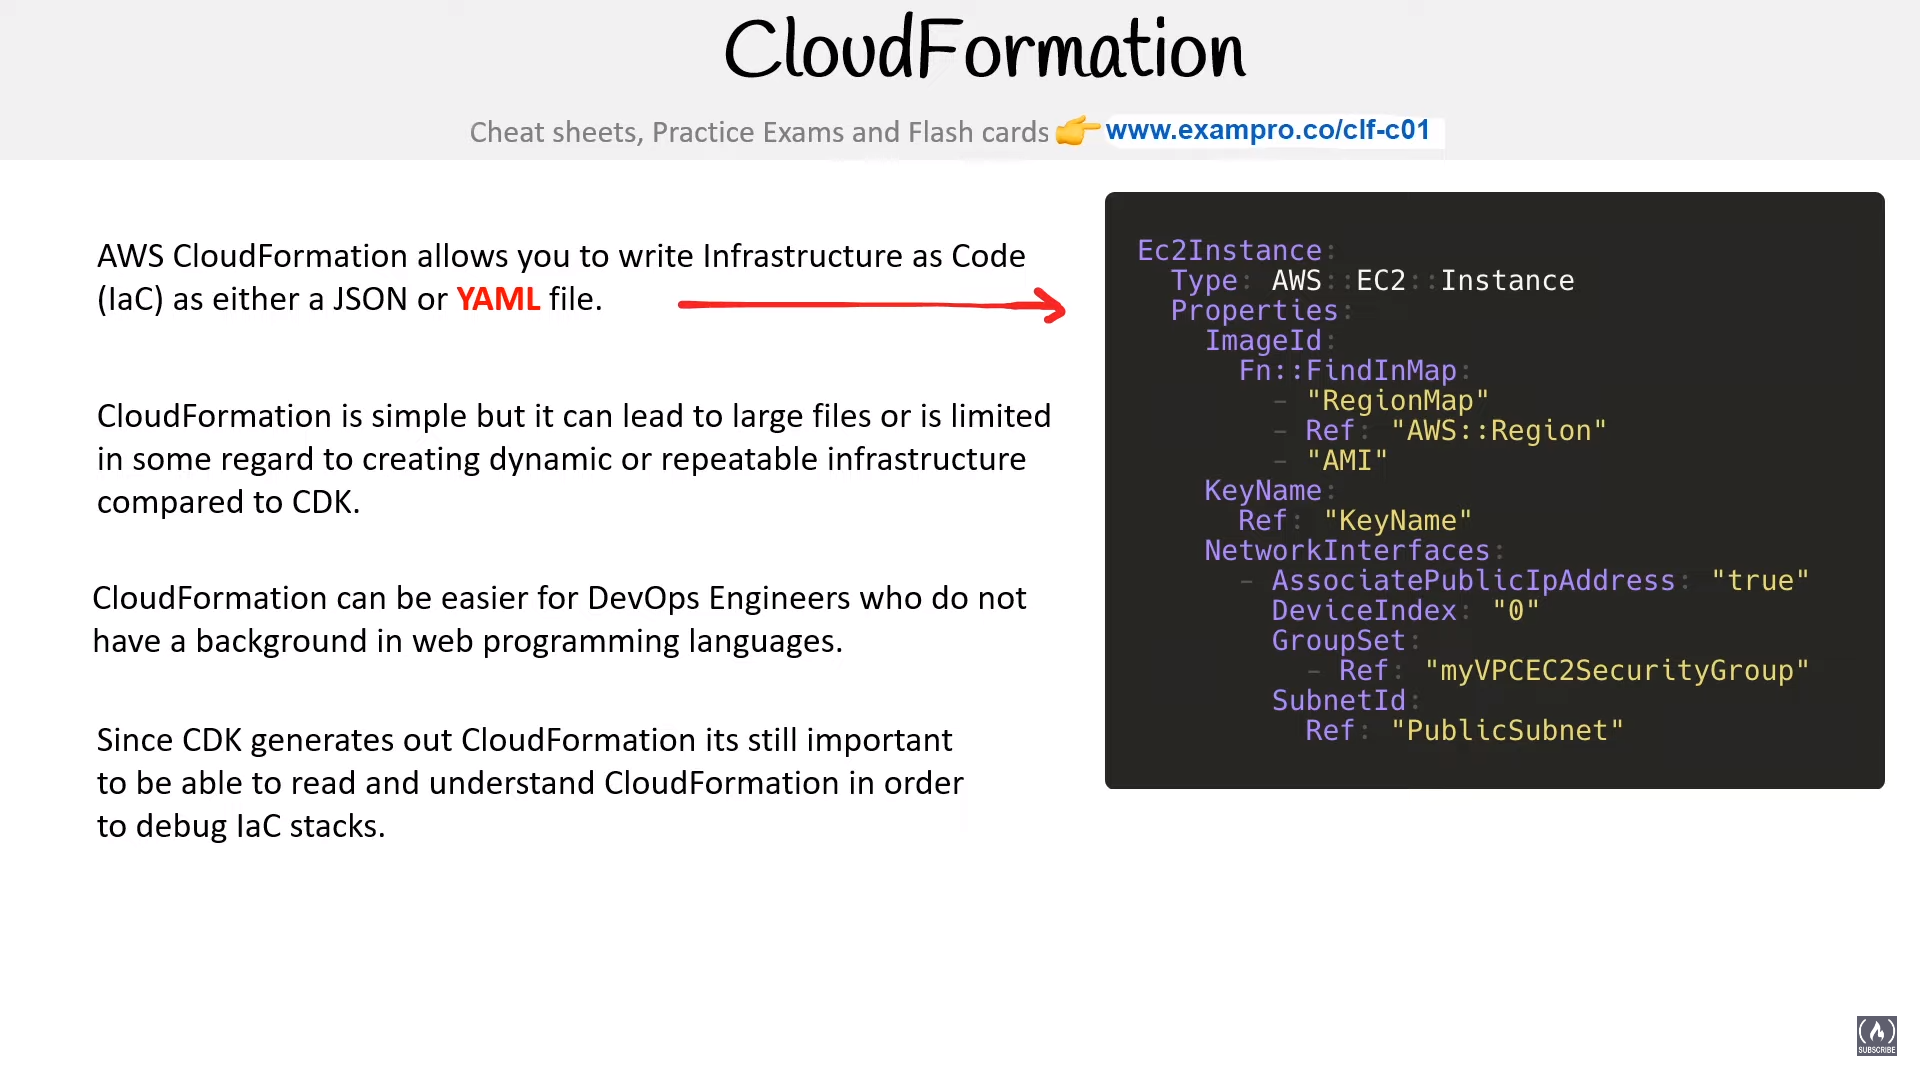 CloudFormation
Cheat sheets, Practice Exams and Flash cards 👉 www.exampro.co/clf-c01
AWS CloudFormation allows you to write Infrastructure as Code
(IaC) as either a JSON or YAML file.
CloudFormation is simple but it can lead to large files or is limited
in some regard to creating dynamic or repeatable infrastructure
compared to CDK.
CloudFormation can be easier for DevOps Engineers who do not
have a background in web programming languages.
Since CDK generates out CloudFormation its still important
to be able to read and understand CloudFormation in order
to debug IaC stacks.
Ec2Instance:
  Type: AWS::EC2::Instance
  Properties:
    ImageId:
      Fn::FindInMap:
        - "RegionMap"
        - Ref: "AWS::Region"
        - "AMI"
    KeyName:
      Ref: "KeyName"
    NetworkInterfaces:
      - AssociatePublicIpAddress: "true"
        DeviceIndex: "0"
        GroupSet:
          - Ref: "myVPCEC2SecurityGroup"
        SubnetId:
          Ref: "PublicSubnet"
SUBSCRIBE